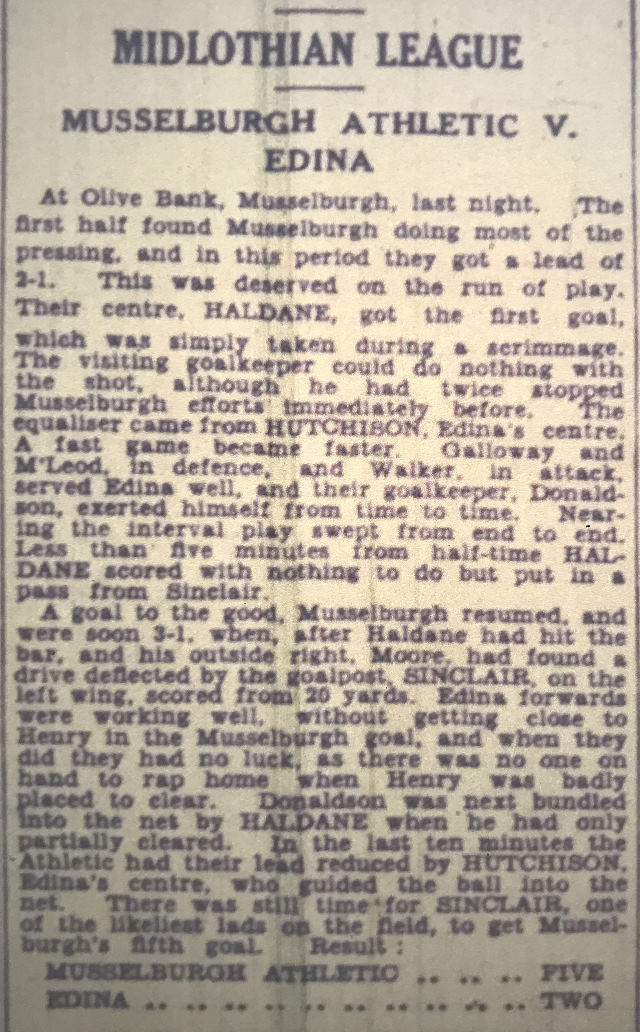 MIDLOTHIAN LEAGUE
MUSSELBURGH ATHLETIC V.
EDINA
At Olive Bank, Musselburgh, last night. The
first half found Musselburgh doing most of the
pressing, and in this period they got a lead of
2-1. This was deserved on the run of play.
Their centre, HALDANE, got the first goal,
which was simply taken during a scrimmage.
The visiting goalkeeper could do nothing with
the shot, although he had twice stopped
Musselburgh efforts immediately before. The
equaliser came from HUTCHISON, Edina's centre.
A fast game became faster. Galloway and
M'Leod, in defence, and Walker, in attack,
served Edina well, and their goalkeeper, Donald-
son, exerted himself from time to time. Near-
ing the interval play swept from end to end.
Less than five minutes from half-time HAL-
DANE scored with nothing to do but put in a
pass from Sinclair.
A goal to the good, Musselburgh resumed, and
were soon 3-1, when, after Haldane had hit the
bar, and his outside right, Moore, had found a
drive deflected by the goalpost, SINCLAIR, on the
left wing, scored from 20 yards. Edina forwards
were working well, without getting close to
Henry in the Musselburgh goal, and when they
did they had no luck, as there was no one on
hand to rap home when Henry was badly
placed to clear. Donaldson was next bundled
into the net by HALDANE when he had only
partially cleared. In the last ten minutes the
Athletic had their lead reduced by HUTCHISON,
Edina's centre, who guided the ball into the
net. There was still time for SINCLAIR, one
of the likeliest lads on the field, to get Mussel-
burgh's fifth goal. Result :
MUSSELBURGH ATHLETIC .. .. .. FIVE
EDINA .. .. .. .. .. .. .. .. .. .. .. TWO